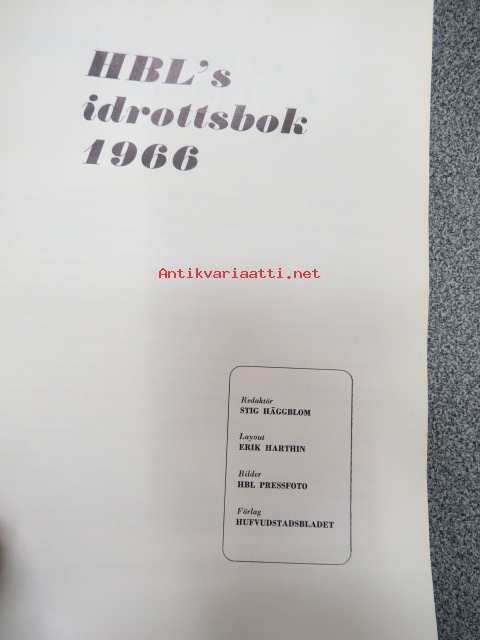 HBL's
idrottsbok
1966
Antikvariaatti.net
Redaktör
STIG HÄGGBLOM
Layout
ERIK HARTHIN
Bilder
HBL PRESSFOTO
Förlag
HUFVUDSTADSBLADET